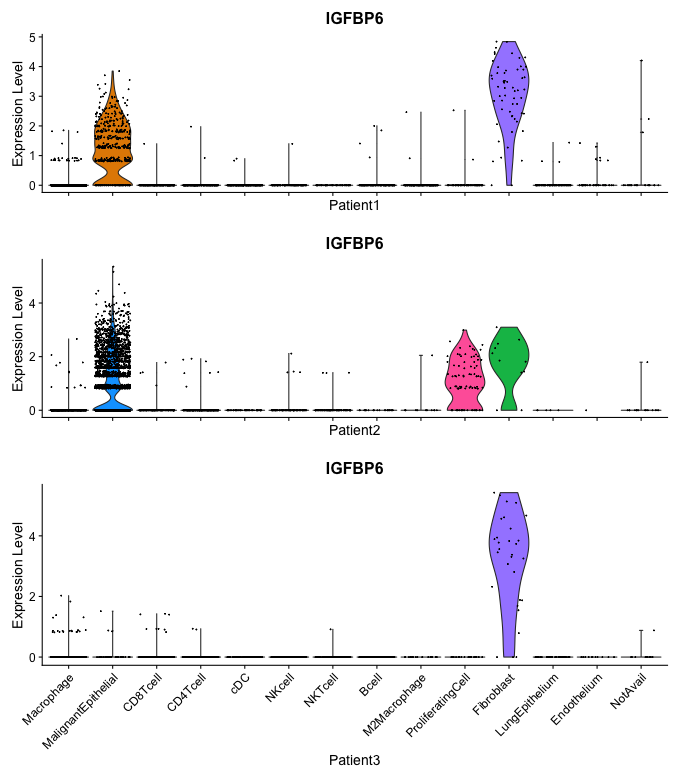 IGFBP6
Expression Level
5
4
3
2
1
0
Patient1
IGFBP6
Expression Level
4
2
0
Patient2
IGFBP6
Expression Level
4
2
0
Macrophage
MalignantEpithelial
CD8Tcell
CD4Tcell
cDC
NKcell
NKTcell
Bcell
M2Macrophage
ProliferatingCell
Fibroblast
LungEpithelium
Endothelium
NotAvail
Patient3